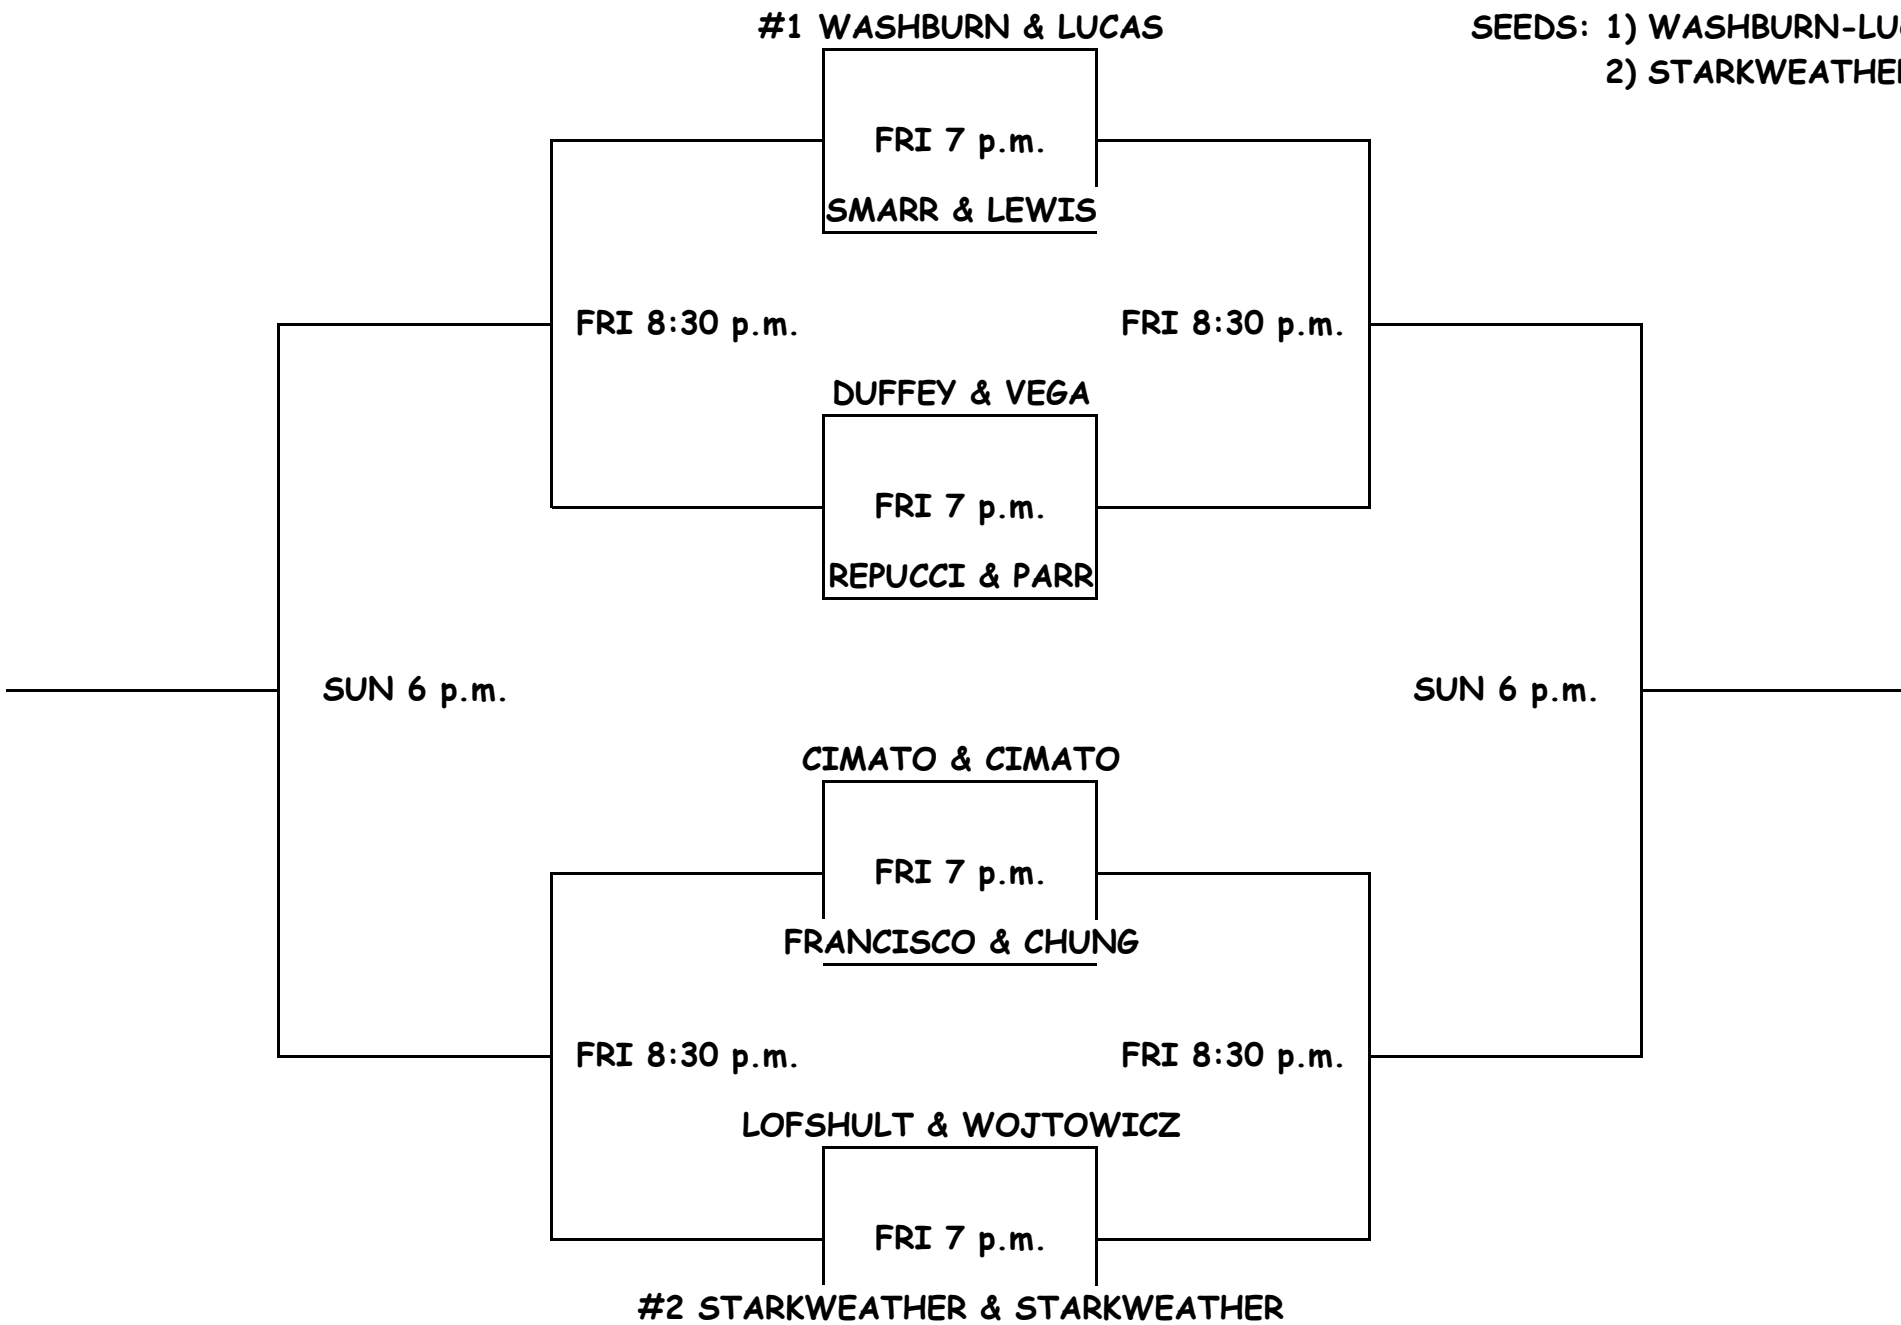 #1 WASHBURN & LUCAS
SEEDS: 1) WASHBURN-LU
2) STARKWEATHE
FRI 7 p.m.
SMARR & LEWIS
FRI 8:30 p.m.
FRI 8:30 p.m.
DUFFEY & VEGA
FRI 7 p.m.
REPUCCI & PARR
SUN 6 p.m.
SUN 6 p.m.
CIMATO & CIMATO
FRI 7 p.m.
FRANCISCO & CHUNG
FRI 8:30 p.m.
FRI 8:30 p.m.
LOFSHULT & WOJTOWICZ
FRI 7 p.m.
#2 STARKWEATHER & STARKWEATHER